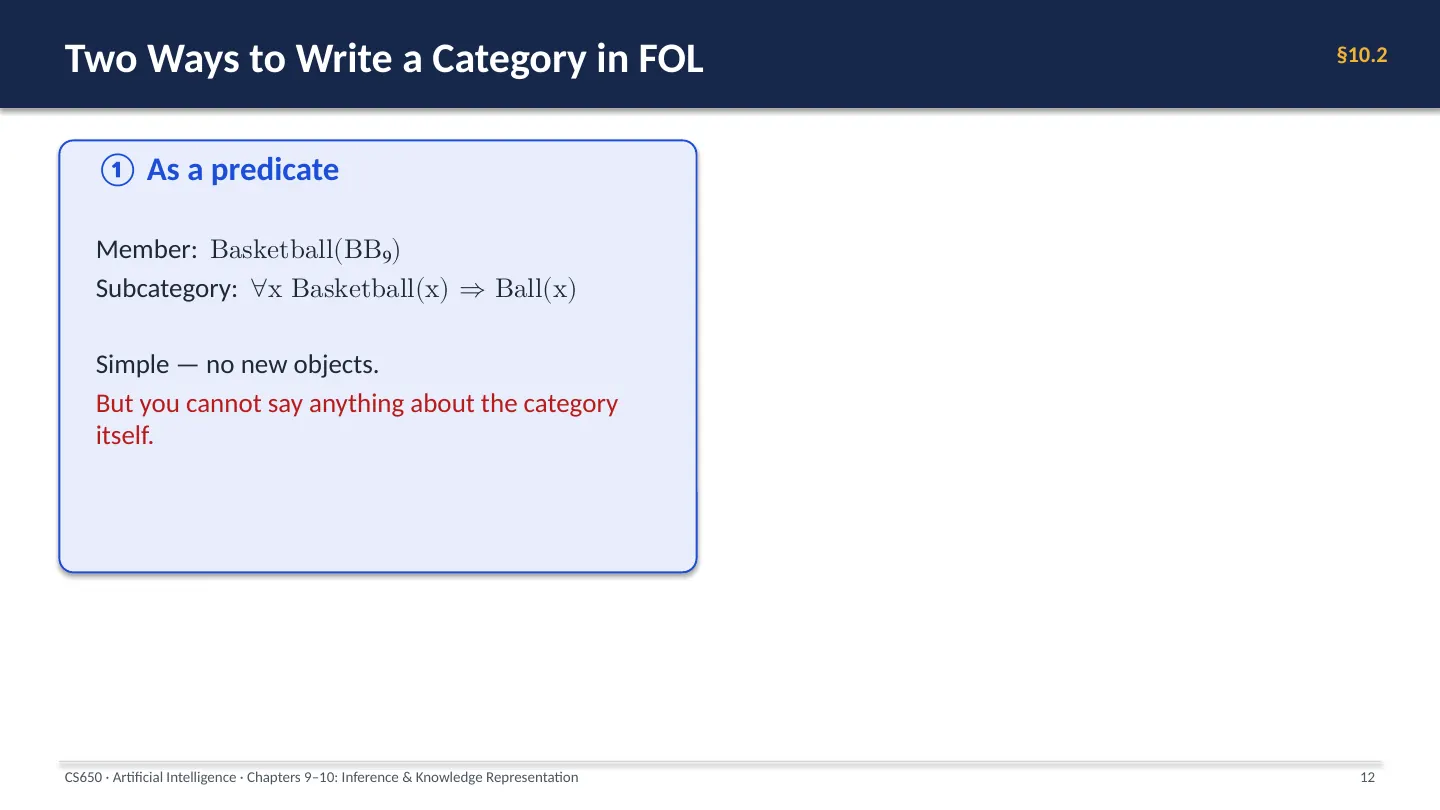 Two Ways to Write a Category in FOL
§10.2
① As a predicate
Member: Basketball(BB₉)
Subcategory: ∀x Basketball(x) ⇒ Ball(x)
Simple — no new objects.
But you cannot say anything about the category
itself.
CS650 · Artificial Intelligence · Chapters 9–10: Inference & Knowledge Representation
12